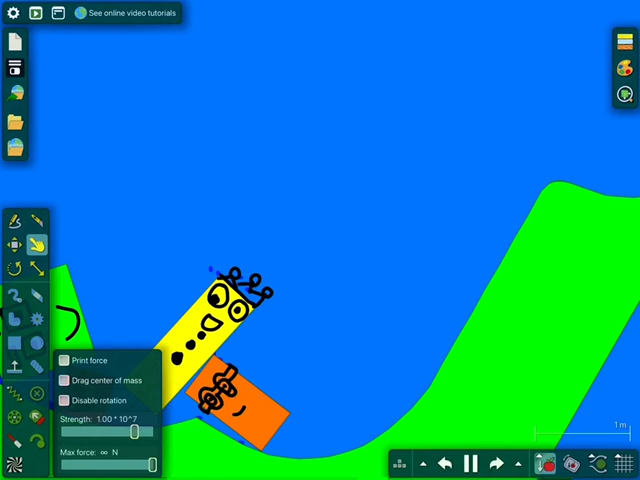 See online video tutorials
Print force
Drag center of mass
Disable rotation
Strength: 1.00 * 10^7
Max force: ∞ N
1 m